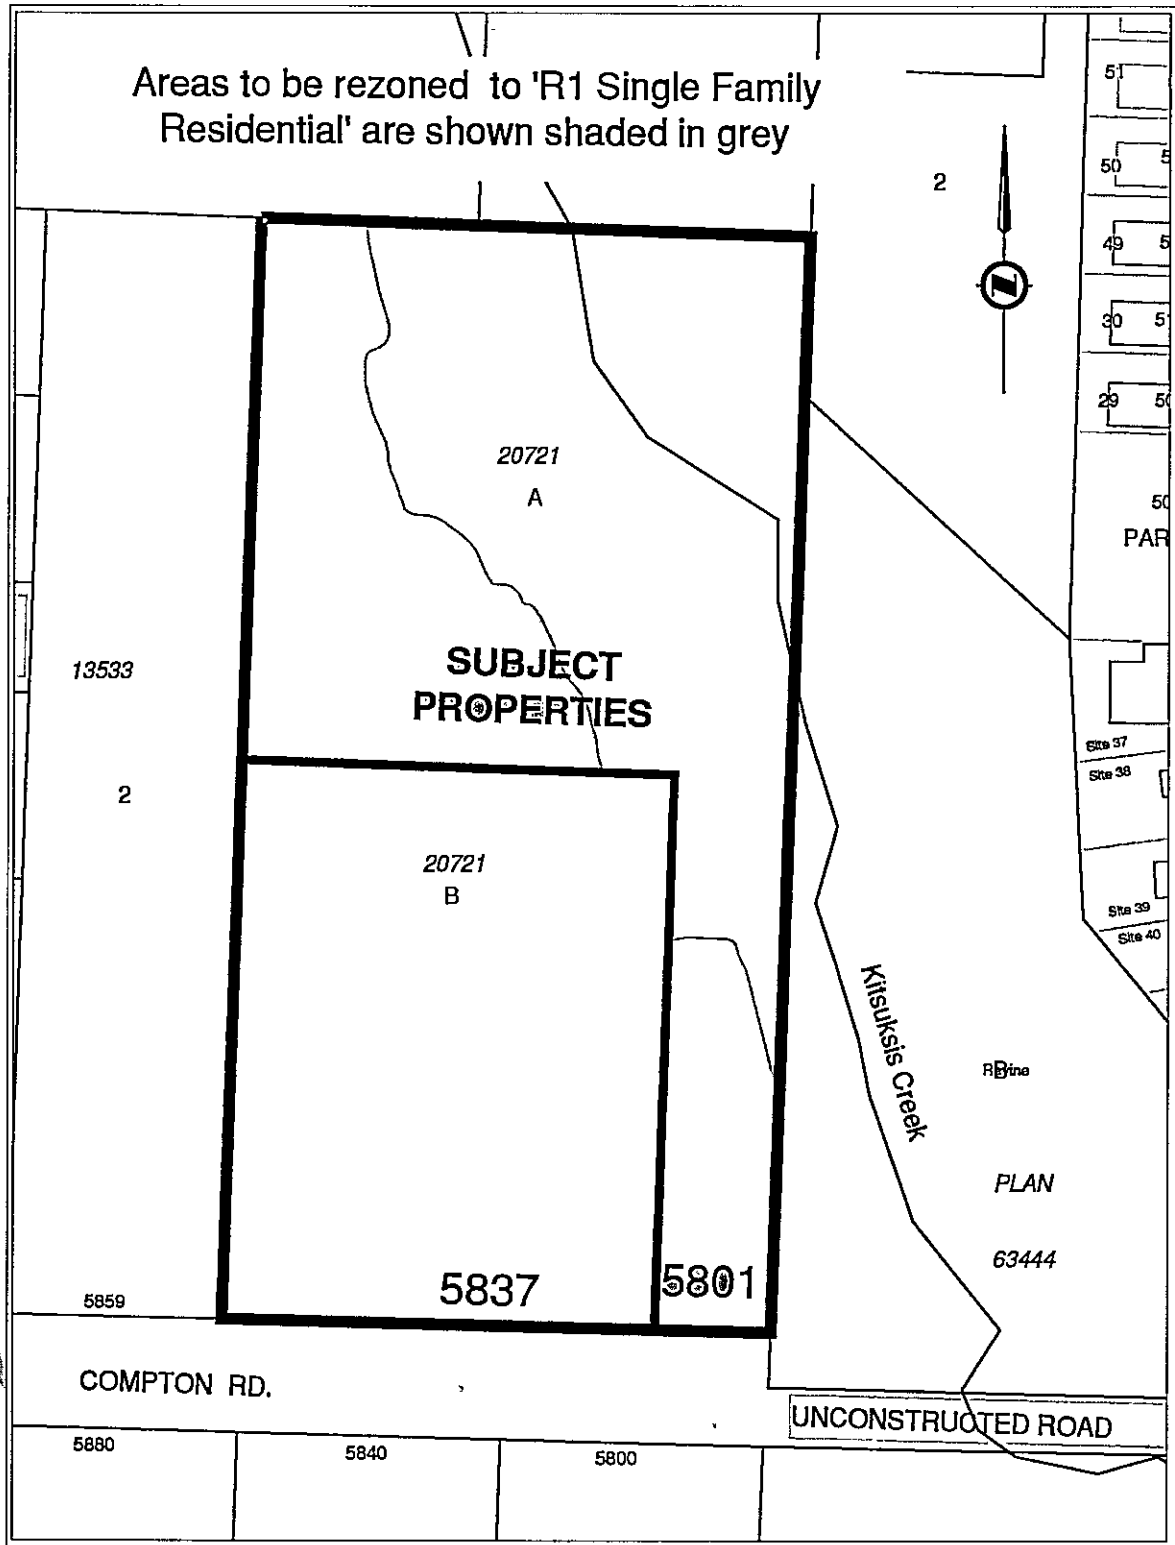 Areas to be rezoned to 'R1 Single Family
Residential' are shown shaded in grey
51
2
50
49
30
29
20721
A
50
PAR
SUBJECT
PROPERTIES
13533
2
Site 37
Site 38
20721
B
Site 39
Site 40
Kitsuksis Creek
B
PLAN
63444
5837
5801
5859
COMPTON RD.
UNCONSTRUCTED ROAD
5880
5840
5800